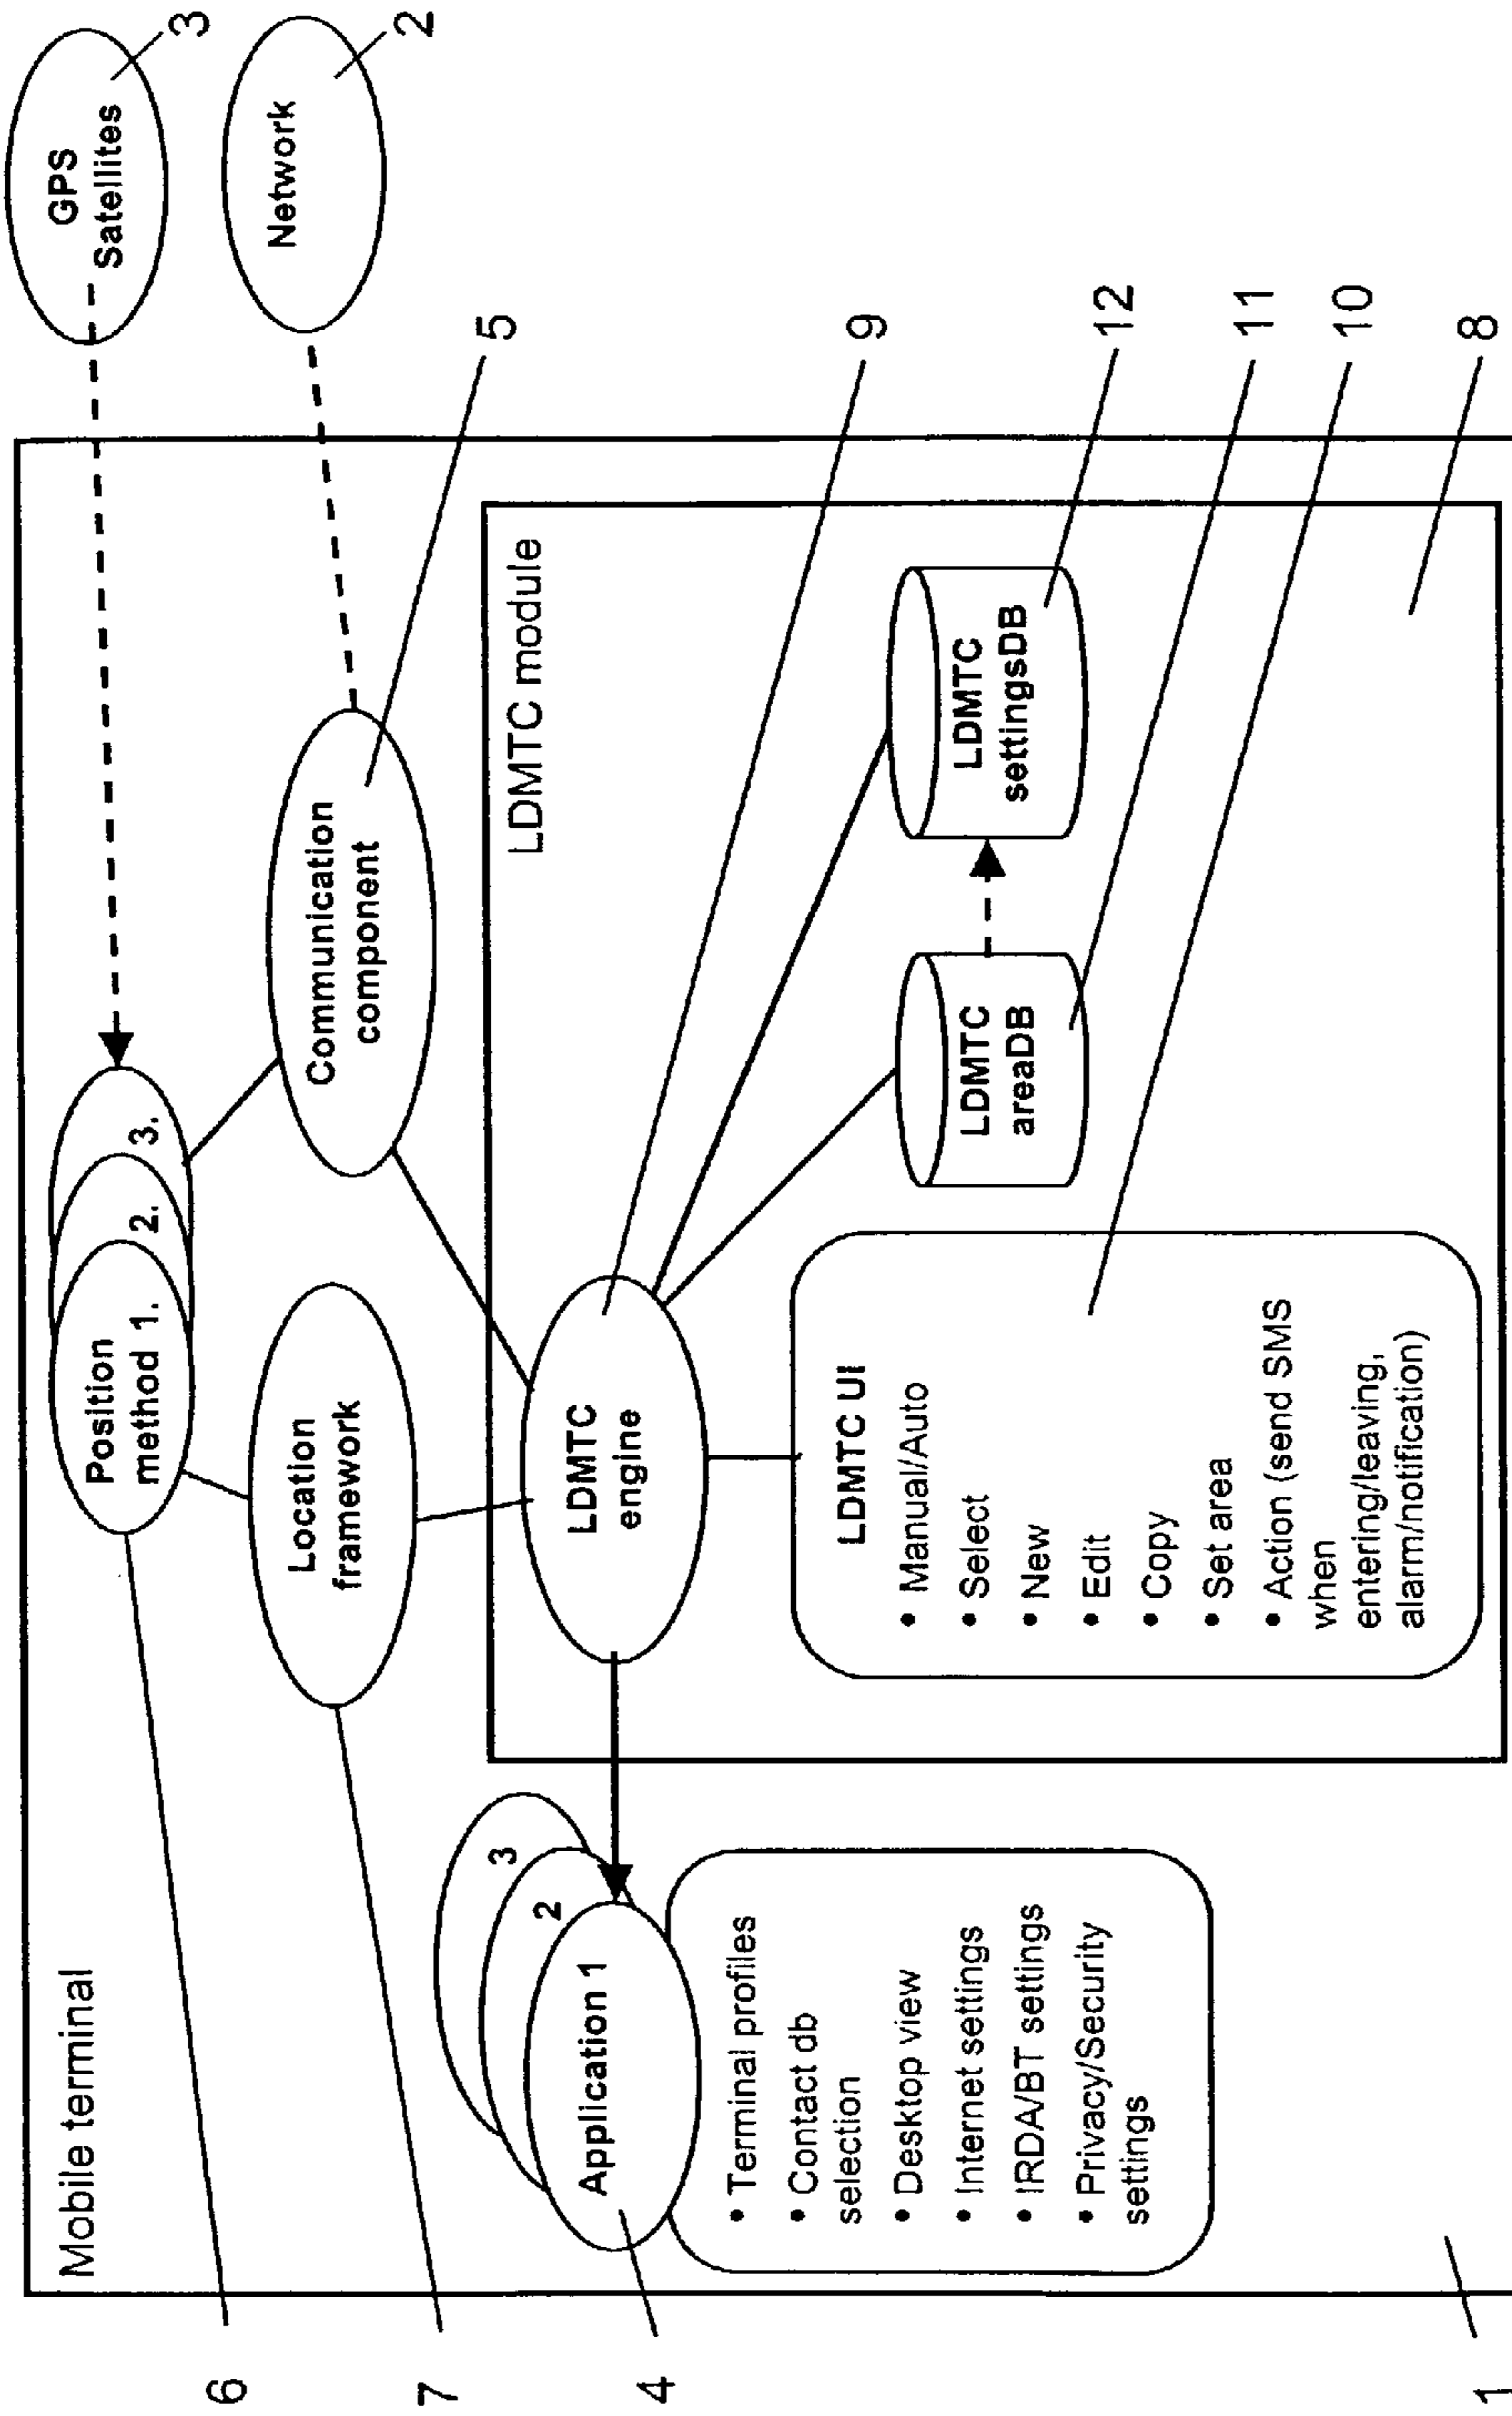 Mobile terminal
6
7
4
1
Position
method 1.
2.
3.
GPS
Satellites
3
Network
2
Location
framework
Communication
component
5
Application 1
2
3
• Terminal profiles
• Contact db
selection
• Desktop view
• Internet settings
• IRDA/BT settings
• Privacy/Security
settings
LDMTC module
LDMTC
engine
9
LDMTC UI
• Manual/Auto
• Select
• New
• Edit
• Copy
• Set area
• Action (send SMS
when
entering/leaving,
alarm/notification)
LDMTC
areaDB
LDMTC
settingsDB
12
11
10
8